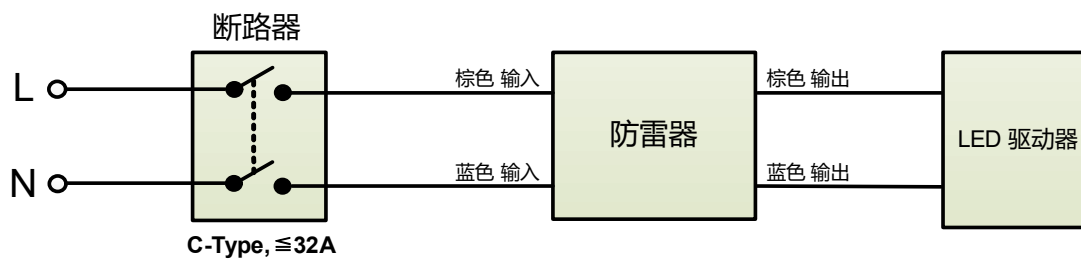 断路器
L
棕色 输入
棕色 输出
防雷器
LED 驱动器
N
蓝色 输入
蓝色 输出
C-Type, ≦32A